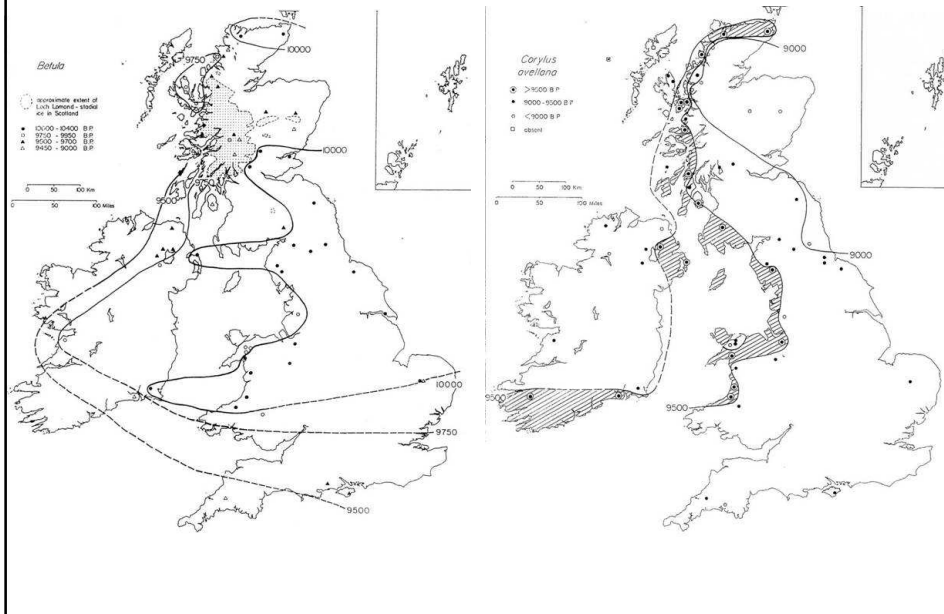 Betula
approximate extent of
Loch Lomond - stadial
ice in Scotland
10000 - 10400 B.P.
9750 - 9950 B.P.
9500 - 9700 B.P.
9450 - 9000 B.P.
0 50 100 Km
0 50 100 Miles
10000
9750
10000
9750
9500
10000
9750
9500
Corylus
avellana
>9500 B.P.
9000 - 9500 B.P.
<9000 B.P.
absent
0 50 100 Km
0 50 100 Miles
9000
9000
9500
9500